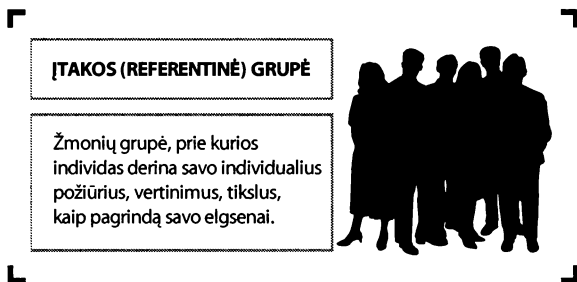 ĮTAKOS (REFERENTINĖ) GRUPĖ
Žmonių grupė, prie kurios
individas derina savo individualius
požiūrius, vertinimus, tikslus,
kaip pagrindą savo elgsenai.